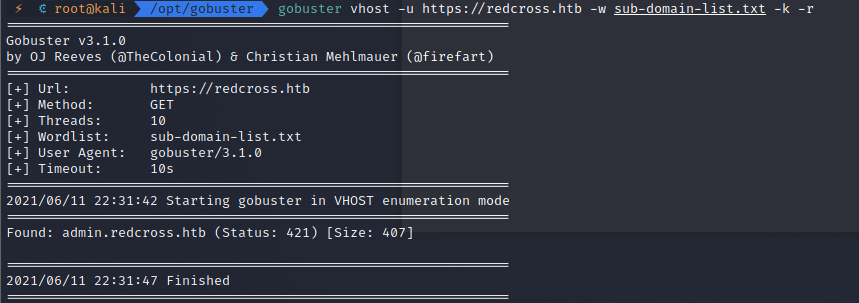 root@kali /opt/gobuster gobuster vhost -u https://redcross.htb -w sub-domain-list.txt -k -r
===============================================================
Gobuster v3.1.0
by OJ Reeves (@TheColonial) & Christian Mehlmauer (@firefart)
===============================================================
[+] Url: https://redcross.htb
[+] Method: GET
[+] Threads: 10
[+] Wordlist: sub-domain-list.txt
[+] User Agent: gobuster/3.1.0
[+] Timeout: 10s
===============================================================
2021/06/11 22:31:42 Starting gobuster in VHOST enumeration mode
===============================================================
Found: admin.redcross.htb (Status: 421) [Size: 407]
===============================================================
2021/06/11 22:31:47 Finished
===============================================================